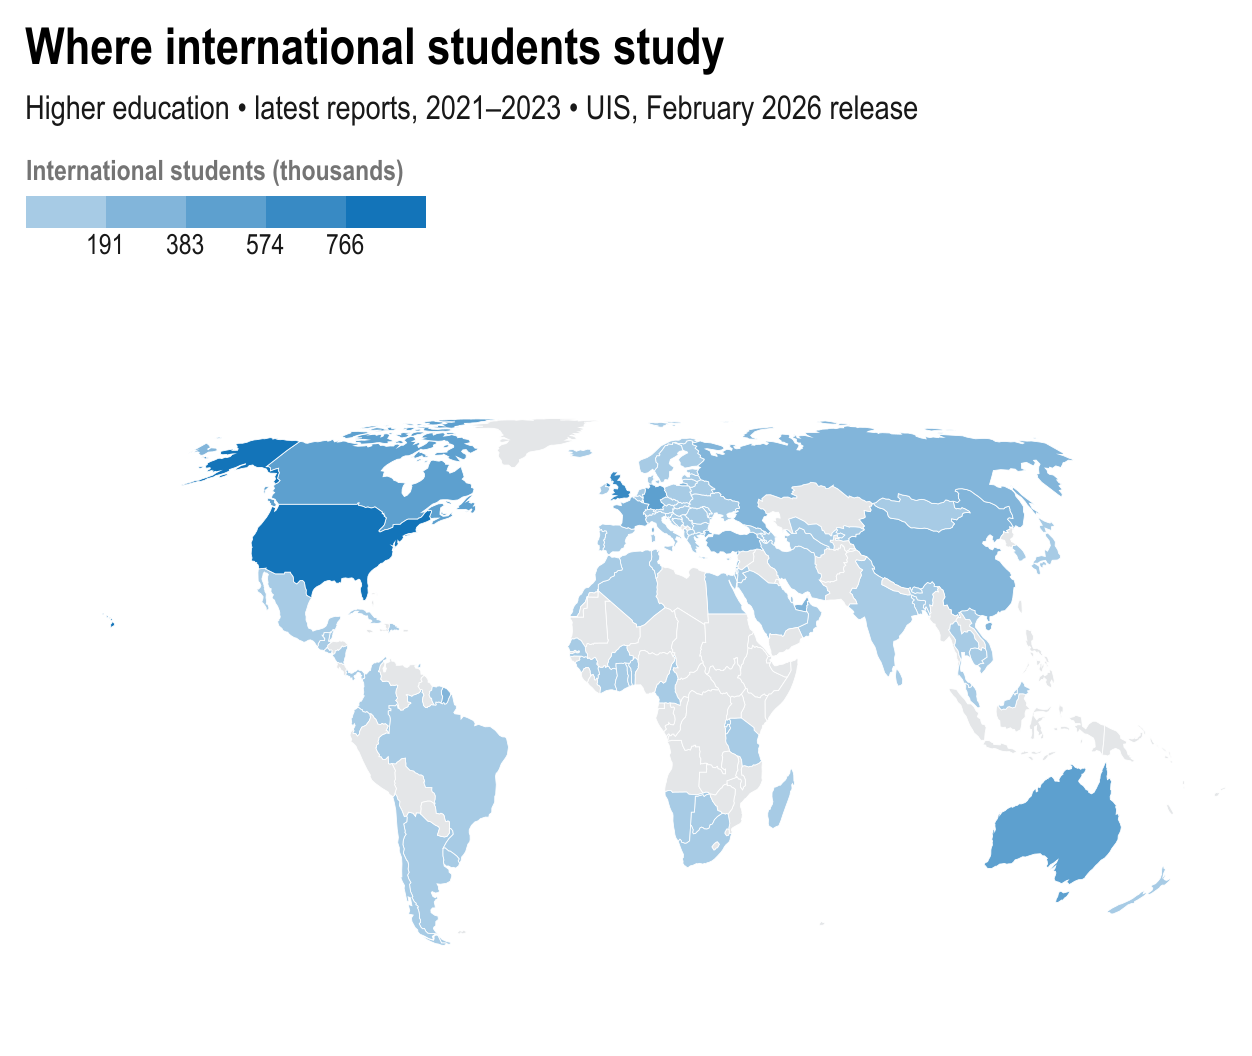 Where international students study
Higher education • latest reports, 2021–2023 • UIS, February 2026 release
International students (thousands)
191 383 574 766